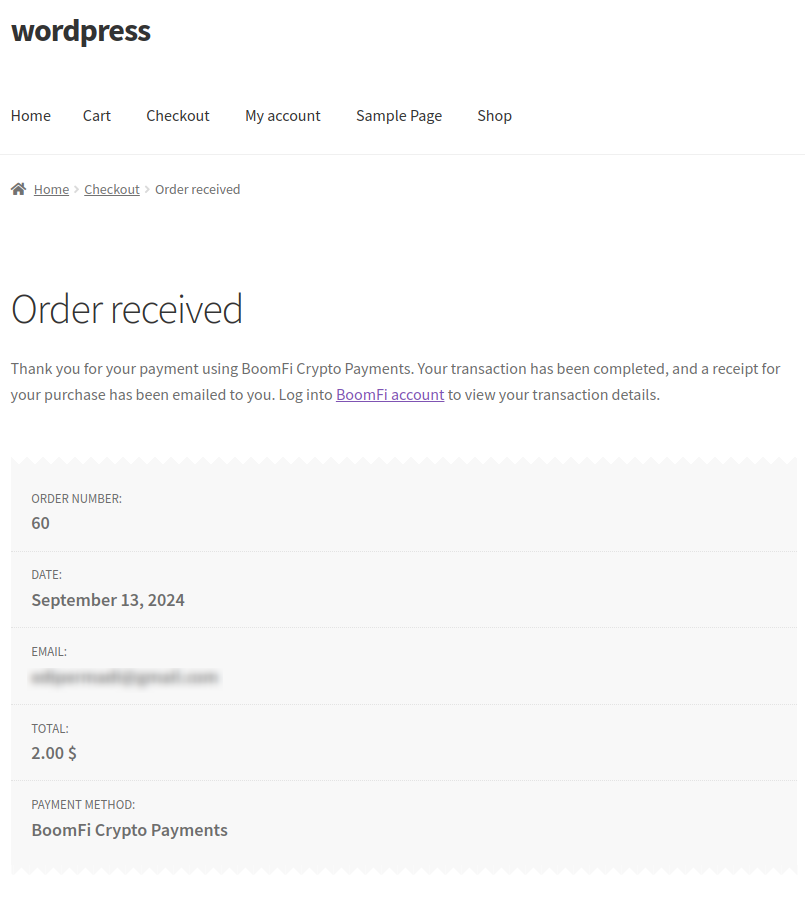 wordpress
Home Cart Checkout My account Sample Page Shop
Home › Checkout › Order received
Order received
Thank you for your payment using BoomFi Crypto Payments. Your transaction has been completed, and a receipt for
your purchase has been emailed to you. Log into BoomFi account to view your transaction details.
ORDER NUMBER:
60
DATE:
September 13, 2024
EMAIL:
TOTAL:
2.00 $
PAYMENT METHOD:
BoomFi Crypto Payments